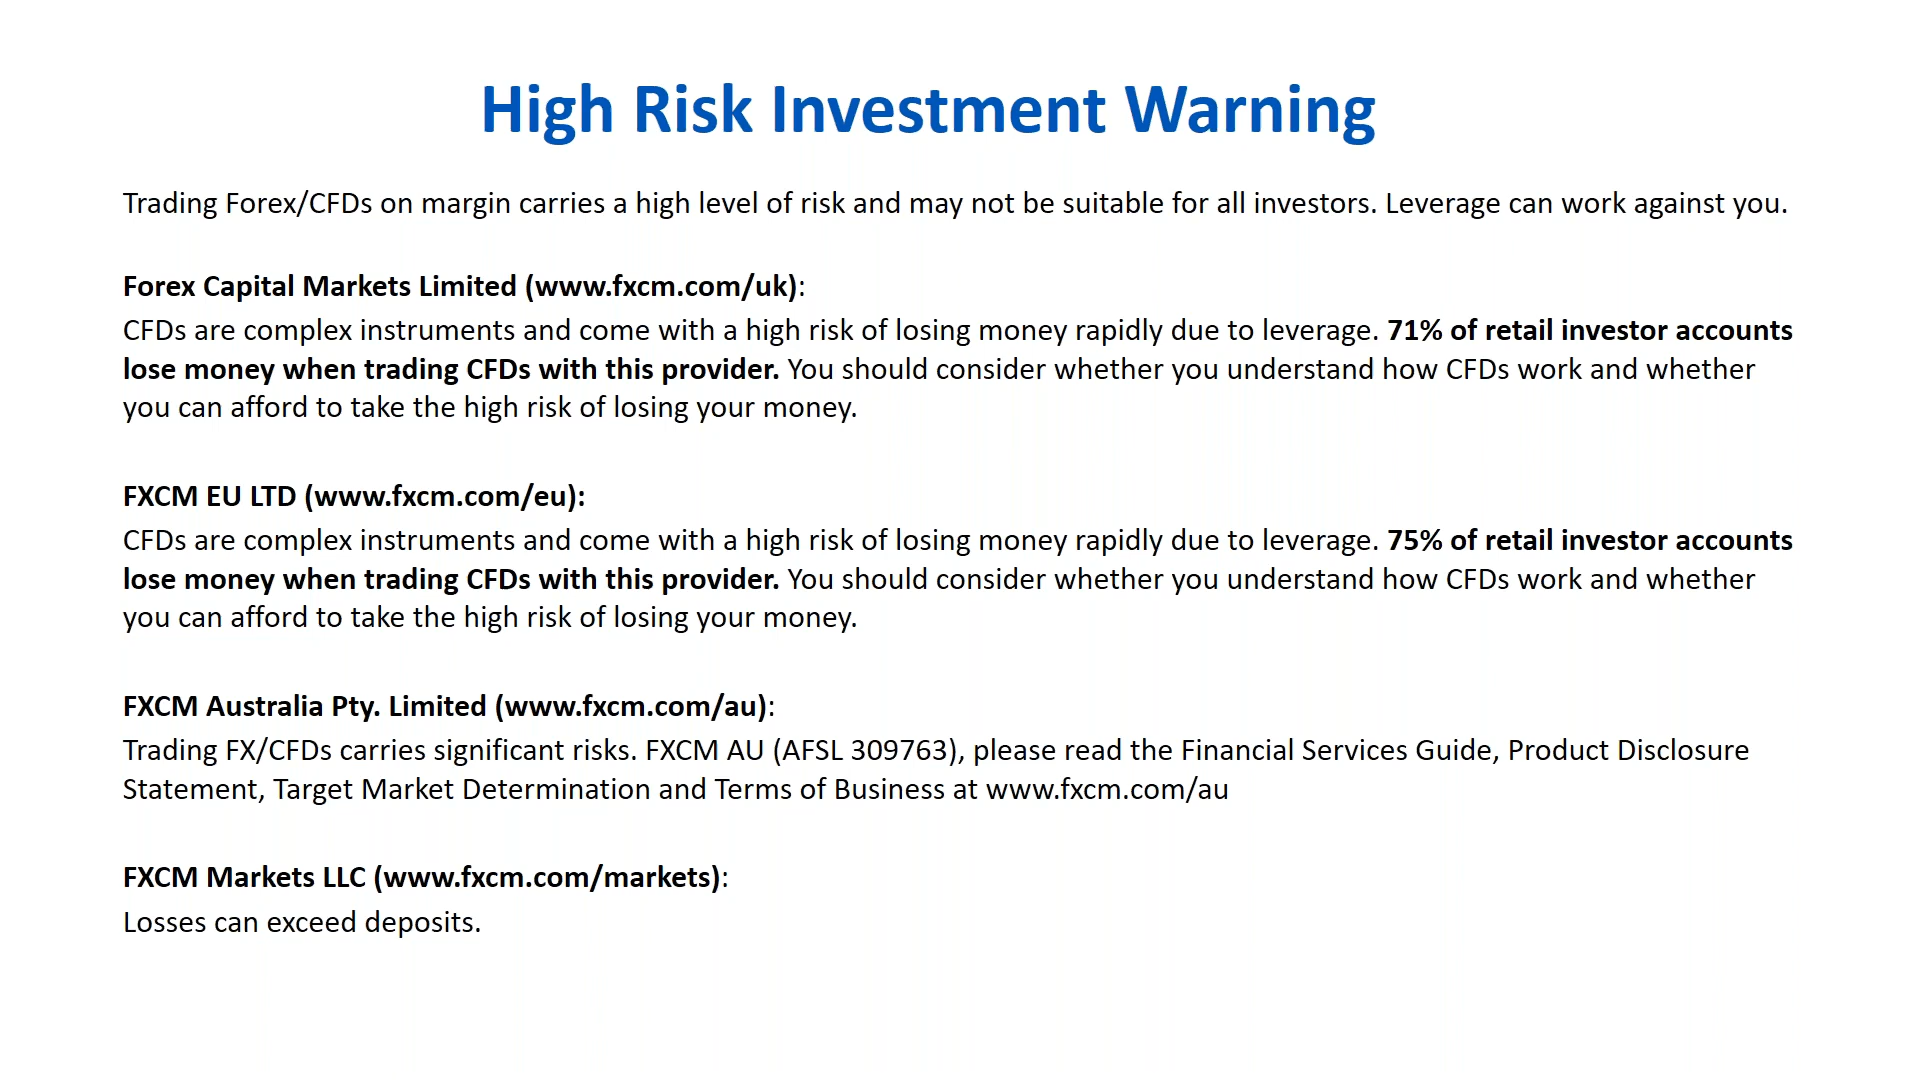 High Risk Investment Warning
Trading Forex/CFDs on margin carries a high level of risk and may not be suitable for all investors. Leverage can work against you.
Forex Capital Markets Limited (www.fxcm.com/uk):
CFDs are complex instruments and come with a high risk of losing money rapidly due to leverage. 71% of retail investor accounts
lose money when trading CFDs with this provider. You should consider whether you understand how CFDs work and whether
you can afford to take the high risk of losing your money.
FXCM EU LTD (www.fxcm.com/eu):
CFDs are complex instruments and come with a high risk of losing money rapidly due to leverage. 75% of retail investor accounts
lose money when trading CFDs with this provider. You should consider whether you understand how CFDs work and whether
you can afford to take the high risk of losing your money.
FXCM Australia Pty. Limited (www.fxcm.com/au):
Trading FX/CFDs carries significant risks. FXCM AU (AFSL 309763), please read the Financial Services Guide, Product Disclosure
Statement, Target Market Determination and Terms of Business at www.fxcm.com/au
FXCM Markets LLC (www.fxcm.com/markets):
Losses can exceed deposits.